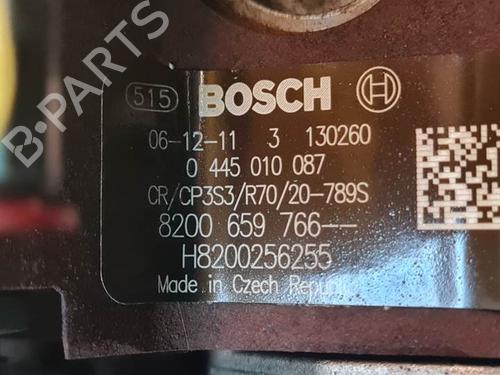 B-PARTS
515 BOSCH
06-12-11 3 130260
0 445 010 087
CR/CP3S3/R70/20-789S
8200 659 766--
H8200256255
Made in Czech Republic